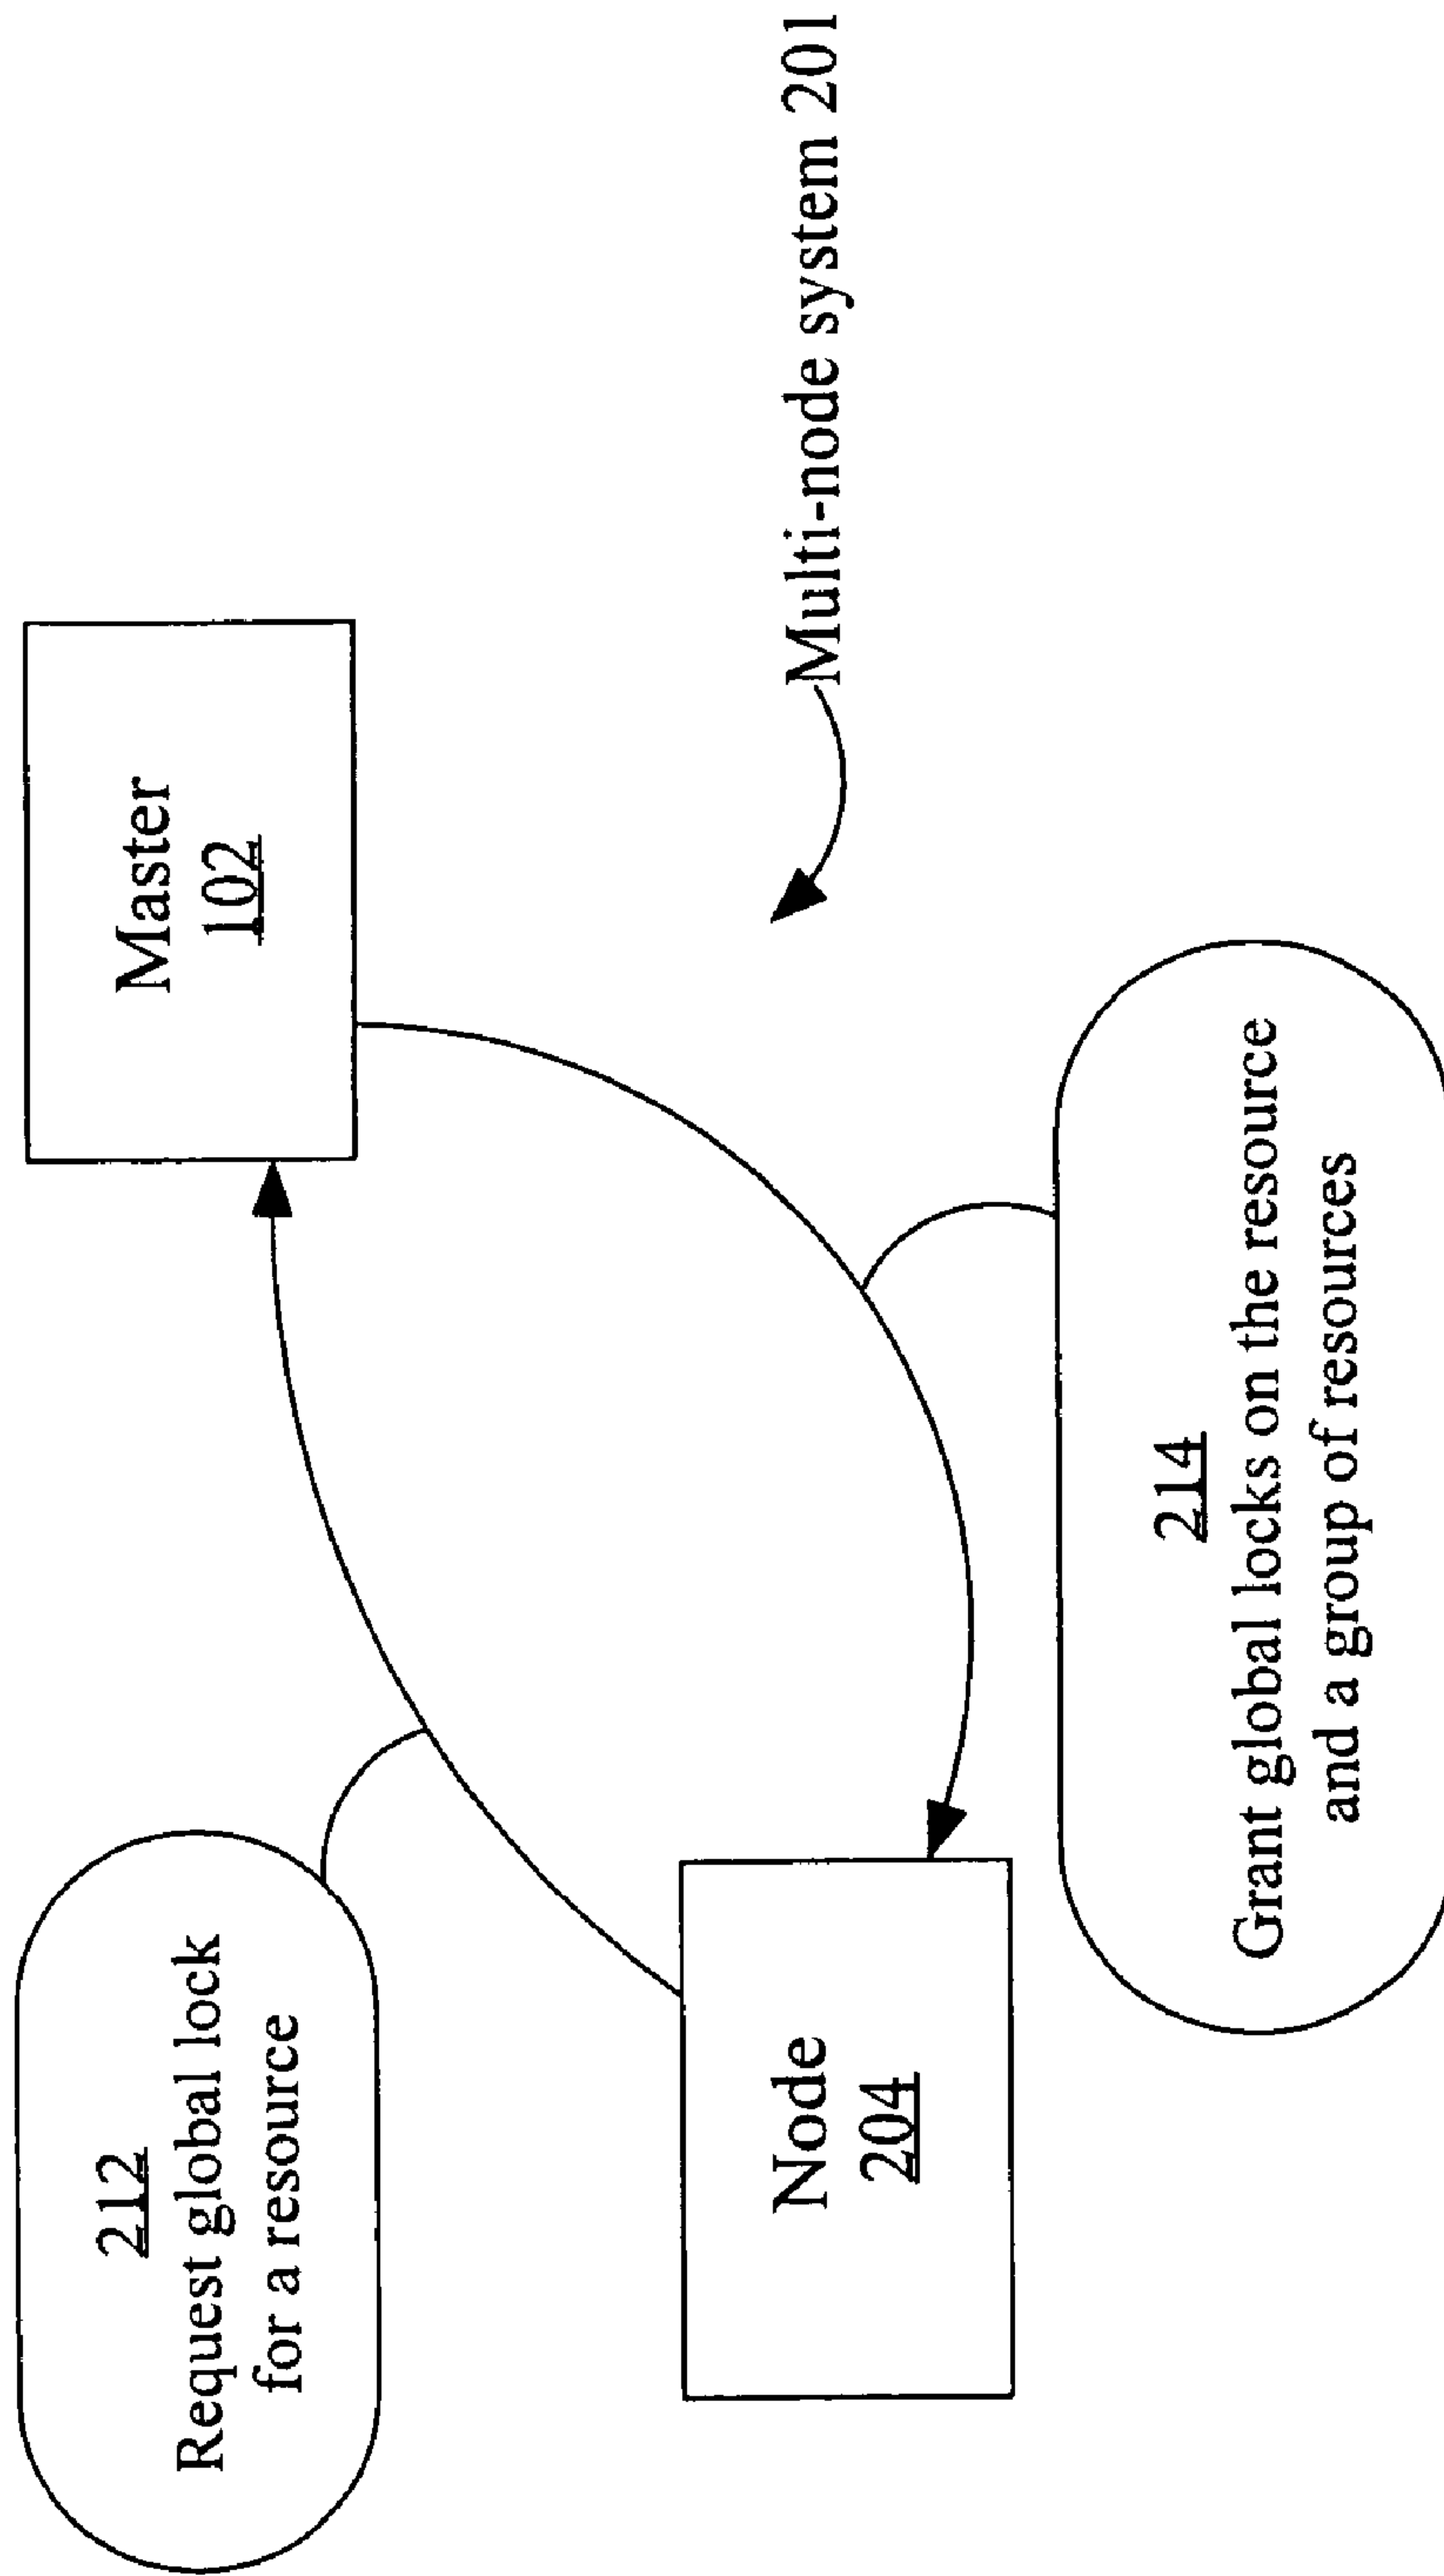 212
Request global lock
for a resource
Master
102
Node
204
Multi-node system 201
214
Grant global locks on the resource
and a group of resources